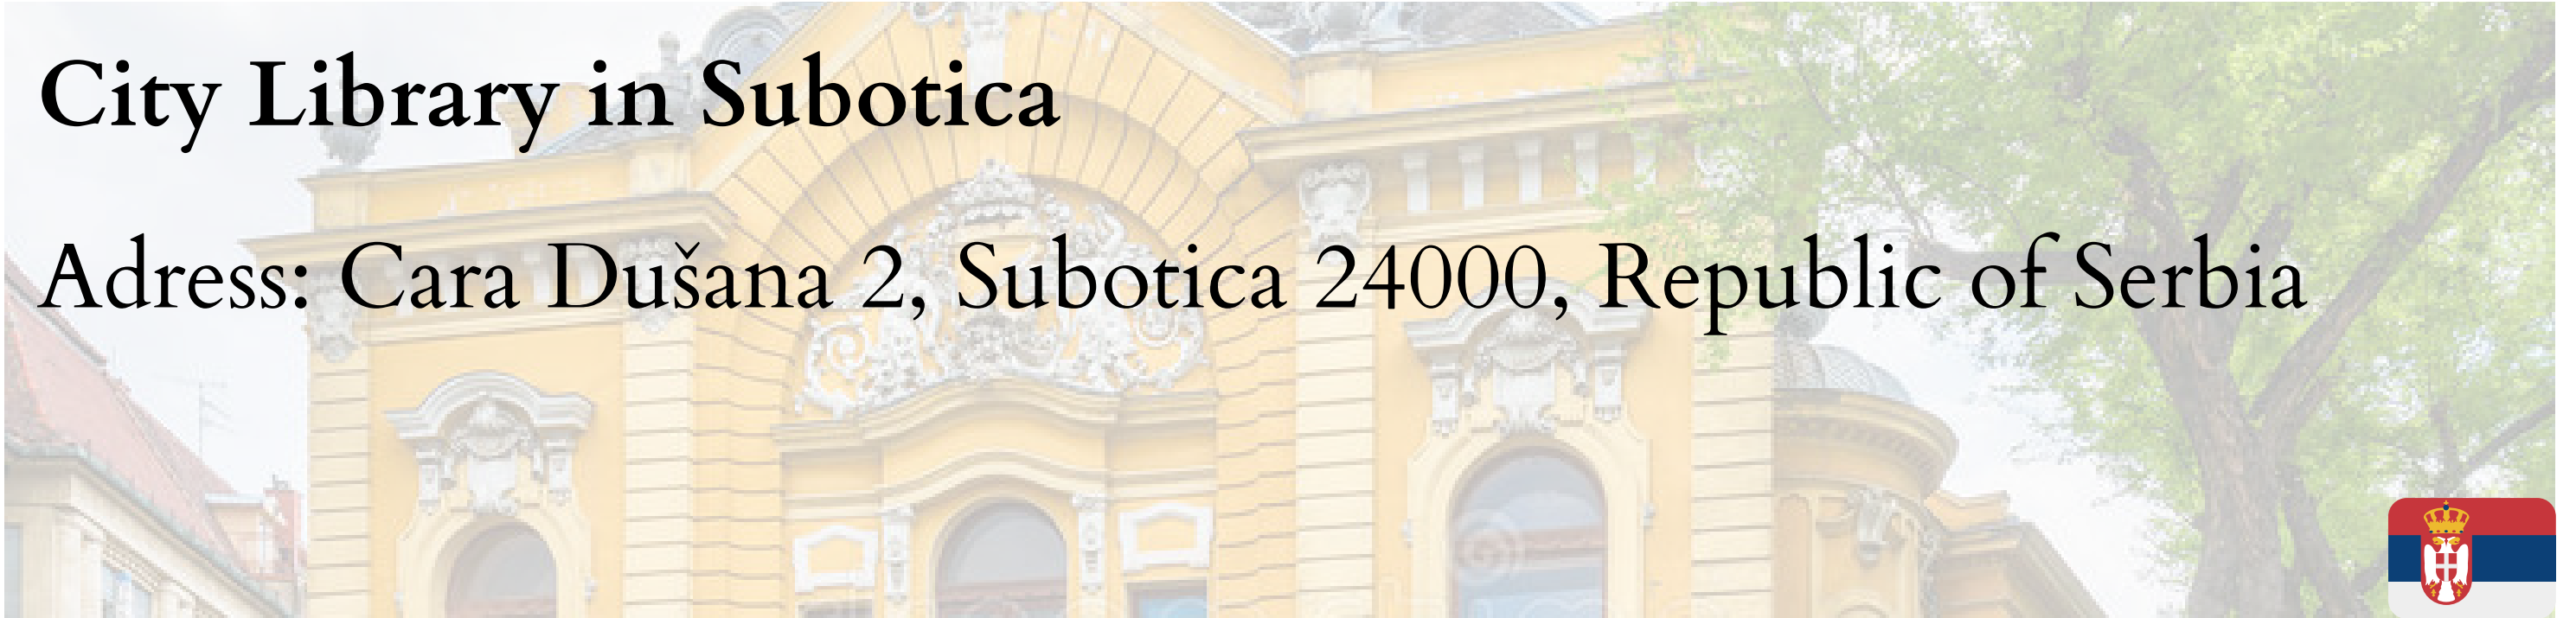 City Library in Subotica
Adress: Cara Dušana 2, Subotica 24000, Republic of Serbia